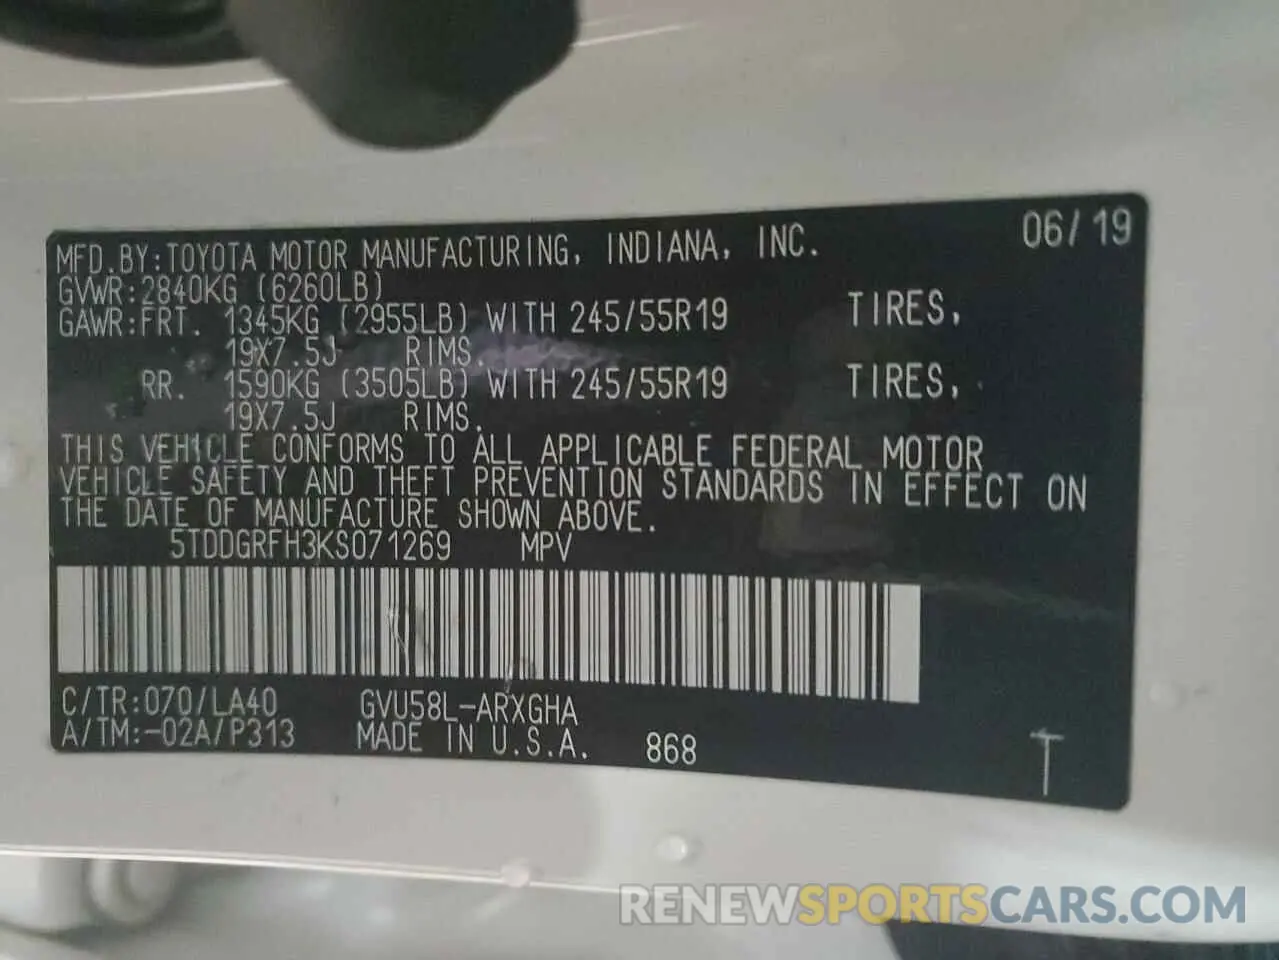 06/19
MFD.BY:TOYOTA MOTOR MANUFACTURING, INDIANA, INC.
GVWR:2840KG (6260LB)
GAWR:FRT. 1345KG (2955LB) WITH 245/55R19 TIRES,
19X7.5J RIMS.
RR. 1590KG (3505LB) WITH 245/55R19 TIRES,
19X7.5J RIMS.
THIS VEHICLE CONFORMS TO ALL APPLICABLE FEDERAL MOTOR
VEHICLE SAFETY AND THEFT PREVENTION STANDARDS IN EFFECT ON
THE DATE OF MANUFACTURE SHOWN ABOVE.
5TDDGRFH3KS071269 MPV
C/TR:070/LA40 GVU58L-ARXGHA
A/TM:-02A/P313 MADE IN U.S.A. 868
T
RENEWSPORTSCARS.COM